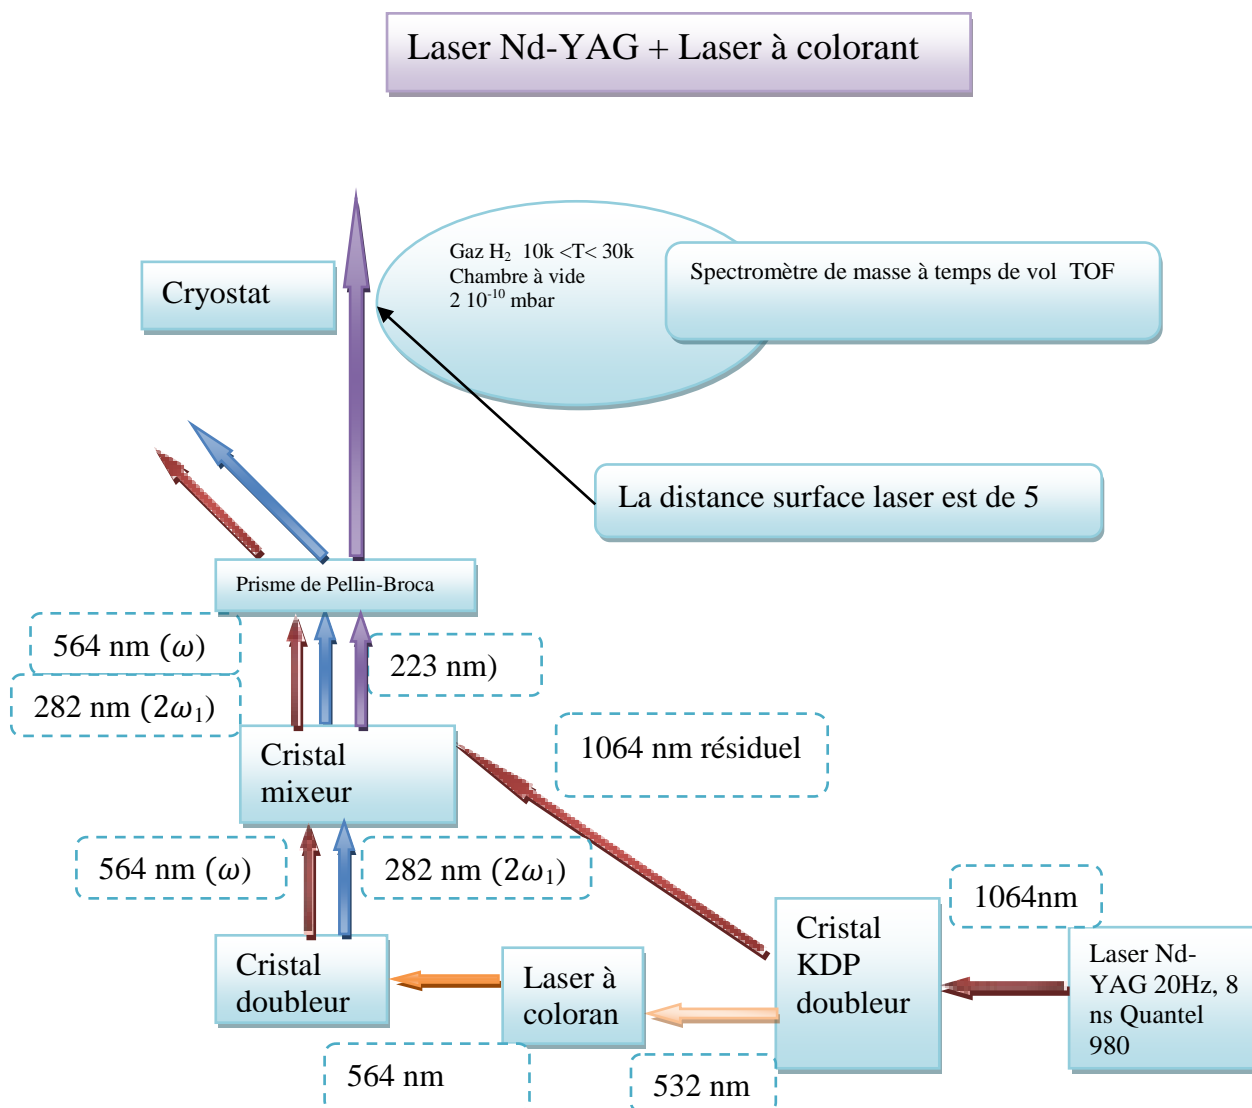 Laser Nd-YAG + Laser à colorant
Gaz H₂ 10k <T< 30k
Chambre à vide
2 10⁻¹⁰ mbar
Spectromètre de masse à temps de vol TOF
Cryostat
La distance surface laser est de 5
Prisme de Pellin-Broca
564 nm (ω)
223 nm)
282 nm (2ω₁)
1064 nm résiduel
Cristal
mixeur
564 nm (ω)
282 nm (2ω₁)
1064nm
Cristal
KDP
doubleur
Laser Nd-
YAG 20Hz, 8
ns Quantel
980
Cristal
doubleur
Laser à
coloran
564 nm
532 nm